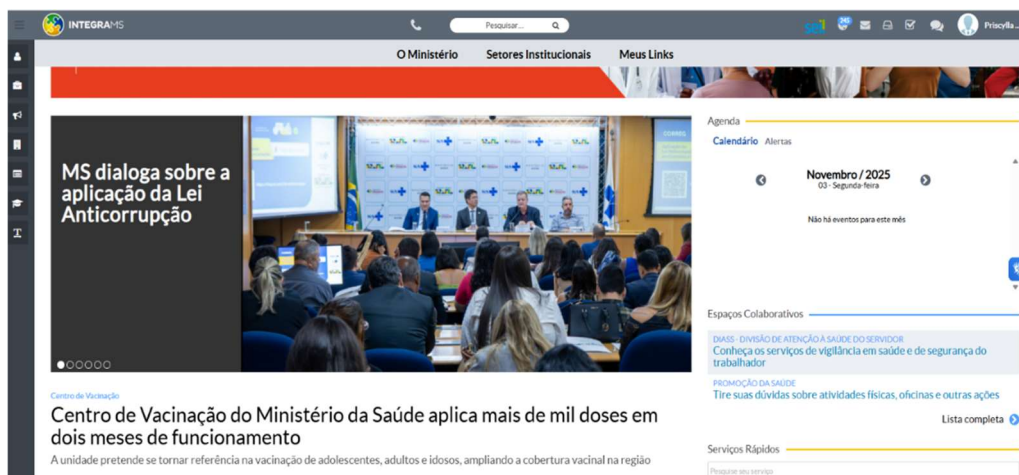 INTEGRAMS
Pesquisar...
sei!
245
Priscylla ...
O Ministério Setores Institucionais Meus Links
MS dialoga sobre a
aplicação da Lei
Anticorrupção
Centro de Vacinação
Centro de Vacinação do Ministério da Saúde aplica mais de mil doses em
dois meses de funcionamento
A unidade pretende se tornar referência na vacinação de adolescentes, adultos e idosos, ampliando a cobertura vacinal na região
Agenda
Calendário Alertas
Novembro / 2025
03 - Segunda-feira
Não há eventos para este mês
Espaços Colaborativos
DIASS - DIVISÃO DE ATENÇÃO À SAÚDE DO SERVIDOR
Conheça os serviços de vigilância em saúde e de segurança do
trabalhador
PROMOÇÃO DA SAÚDE
Tire suas dúvidas sobre atividades físicas, oficinas e outras ações
Lista completa
Serviços Rápidos
Pesquise seu serviço